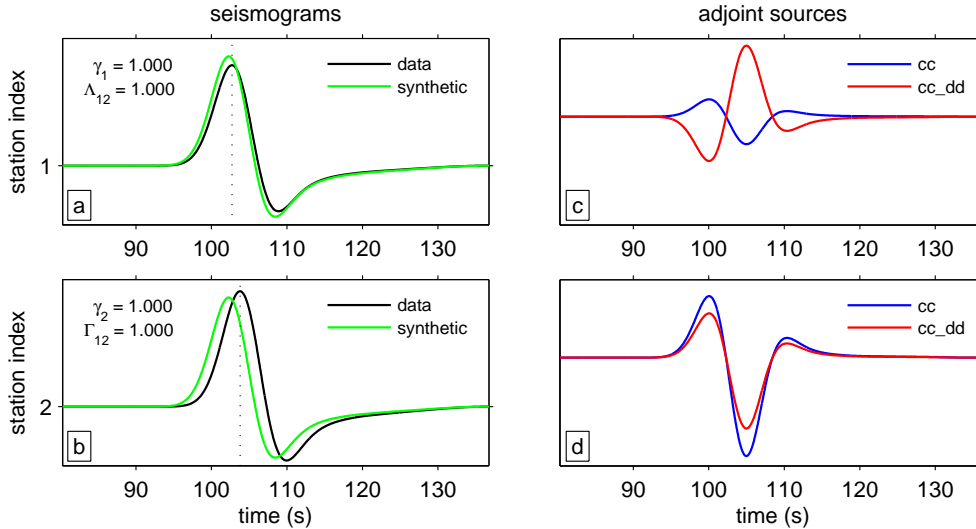 seismograms
adjoint sources
γ1 = 1.000
Λ12 = 1.000
data
synthetic
station index
1
a
90 100 110 120 130
cc
cc_dd
c
90 100 110 120 130
γ2 = 1.000
Γ12 = 1.000
data
synthetic
station index
2
b
90 100 110 120 130
time (s)
cc
cc_dd
d
90 100 110 120 130
time (s)